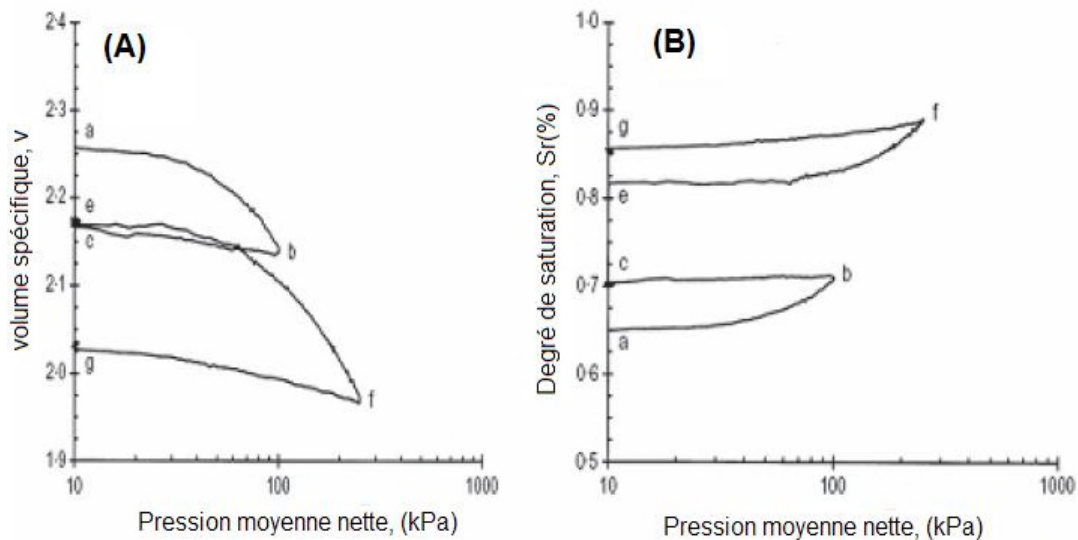 (A)
2·4
2·3
2·2
2·1
2·0
1·9
volume spécifique, v
a
e
c
b
g
f
10
100
1000
Pression moyenne nette, (kPa)
(B)
1·0
0·9
0·8
0·7
0·6
0·5
Degré de saturation, Sr(%)
g
f
e
c
b
a
10
100
1000
Pression moyenne nette, (kPa)